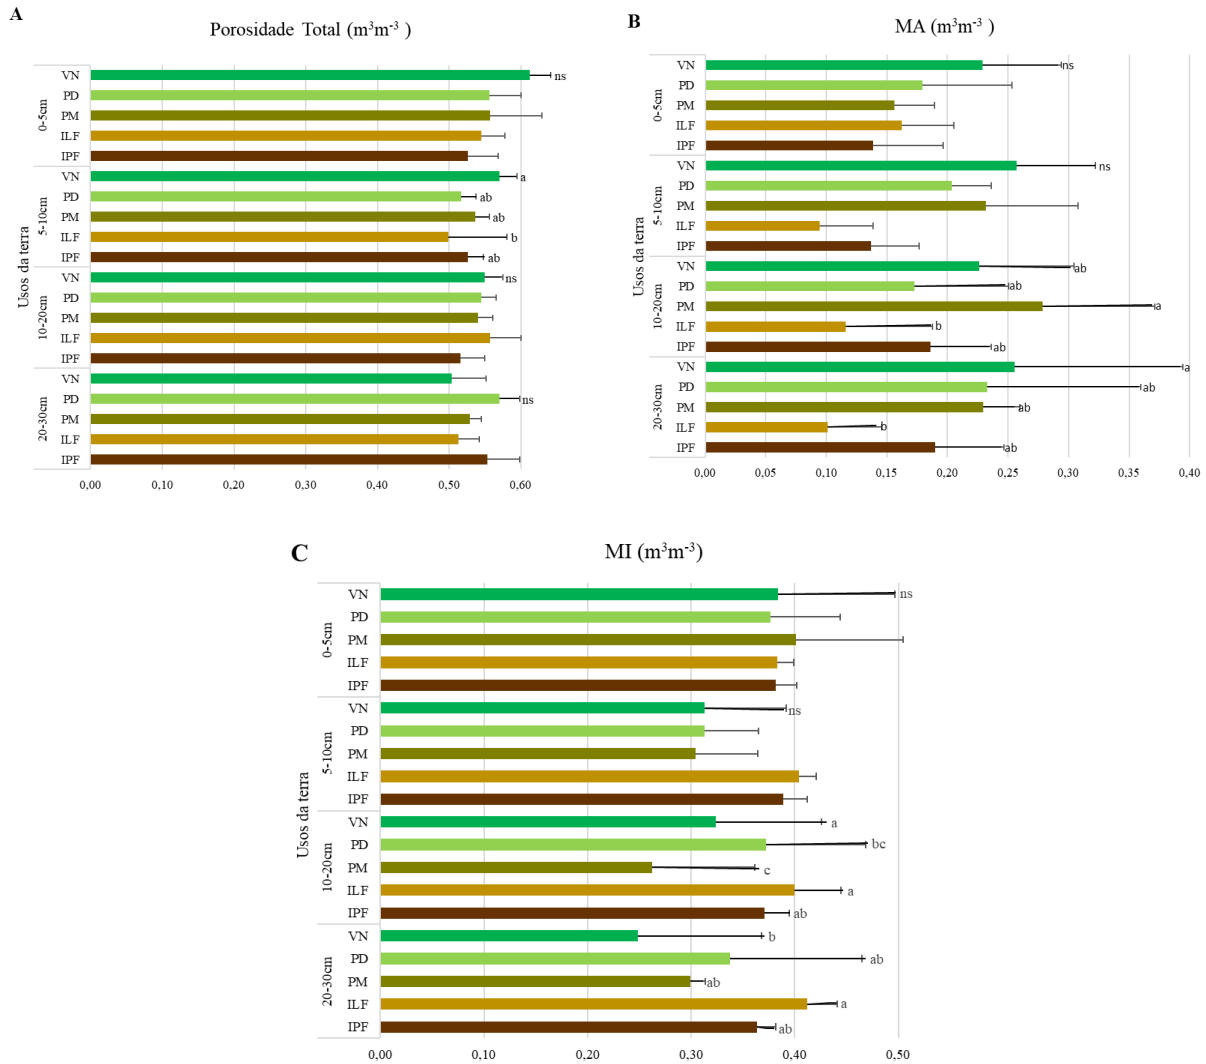 A
Porosidade Total (m³m⁻³ )
Usos da terra
0-5cm
VN ns
PD
PM
ILF
IPF
5-10cm
VN a
PD ab
PM ab
ILF b
IPF ab
10-20cm
VN ns
PD
PM
ILF
IPF
20-30cm
VN
PD ns
PM
ILF
IPF
0,00 0,10 0,20 0,30 0,40 0,50 0,60
B
MA (m³m⁻³ )
0-5cm
VN ns
PD
PM
ILF
IPF
5-10cm
VN ns
PD
PM
ILF
IPF
10-20cm
VN ab
PD ab
PM a
ILF b
IPF ab
20-30cm
VN a
PD ab
PM ab
ILF b
IPF ab
0,00 0,05 0,10 0,15 0,20 0,25 0,30 0,35 0,40
C
MI (m³m⁻³)
Usos da terra
0-5cm
VN ns
PD
PM
ILF
IPF
5-10cm
VN ns
PD
PM
ILF
IPF
10-20cm
VN a
PD bc
PM c
ILF a
IPF ab
20-30cm
VN b
PD ab
PM ab
ILF a
IPF ab
0,00 0,10 0,20 0,30 0,40 0,50